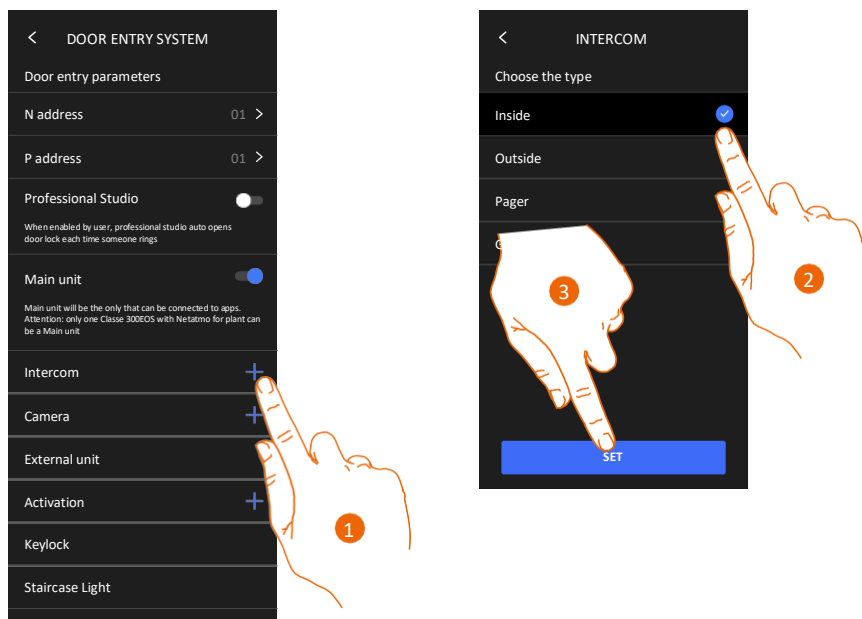 DOOR ENTRY SYSTEM
Door entry parameters
N address 01
P address 01
Professional Studio
When enabled by user, professional studio auto opens
door lock each time someone rings
Main unit
Main unit will be the only that can be connected to apps.
Attention: only one Classe 300EOS with Netatmo for plant can
be a Main unit
Intercom
Camera
External unit
Activation
Keylock
Staircase Light
1
INTERCOM
Choose the type
Inside
Outside
Pager
2
3
SET